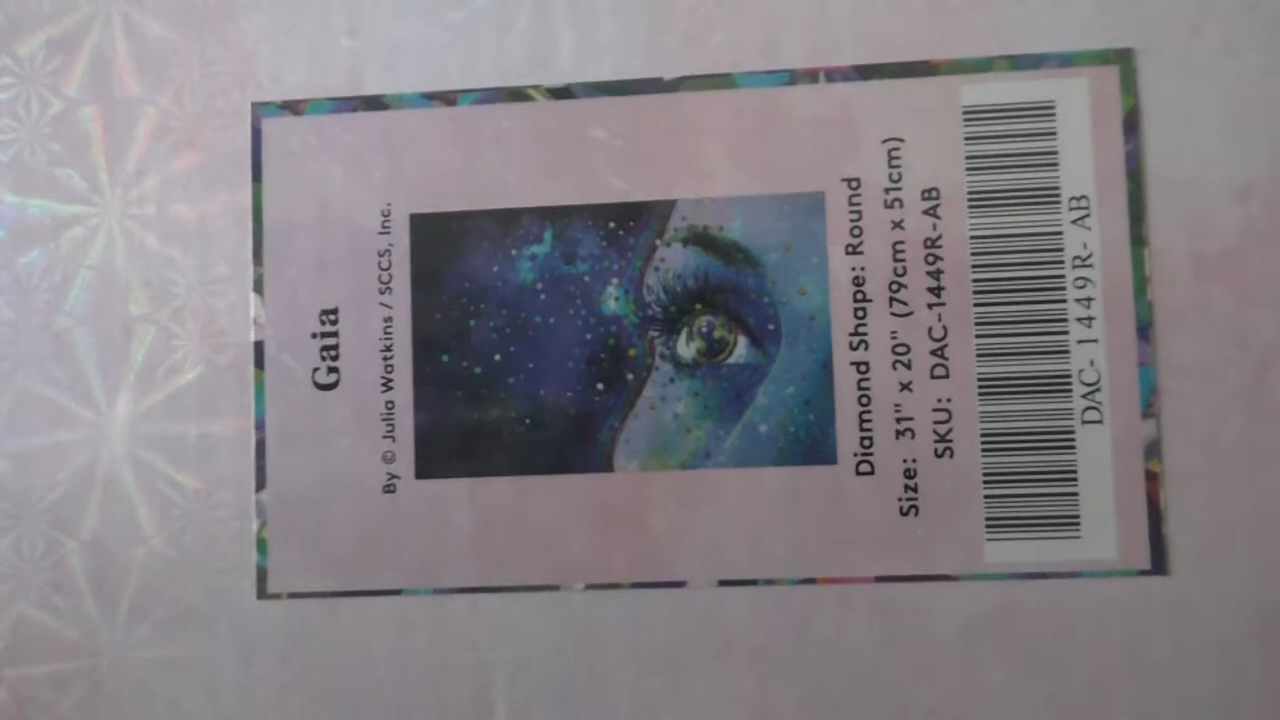 Gaia
By © Julia Watkins / SCCS, Inc.
Diamond Shape: Round
Size: 31" x 20" (79cm x 51cm)
SKU: DAC-1449R-AB
DAC- 1449R- AB